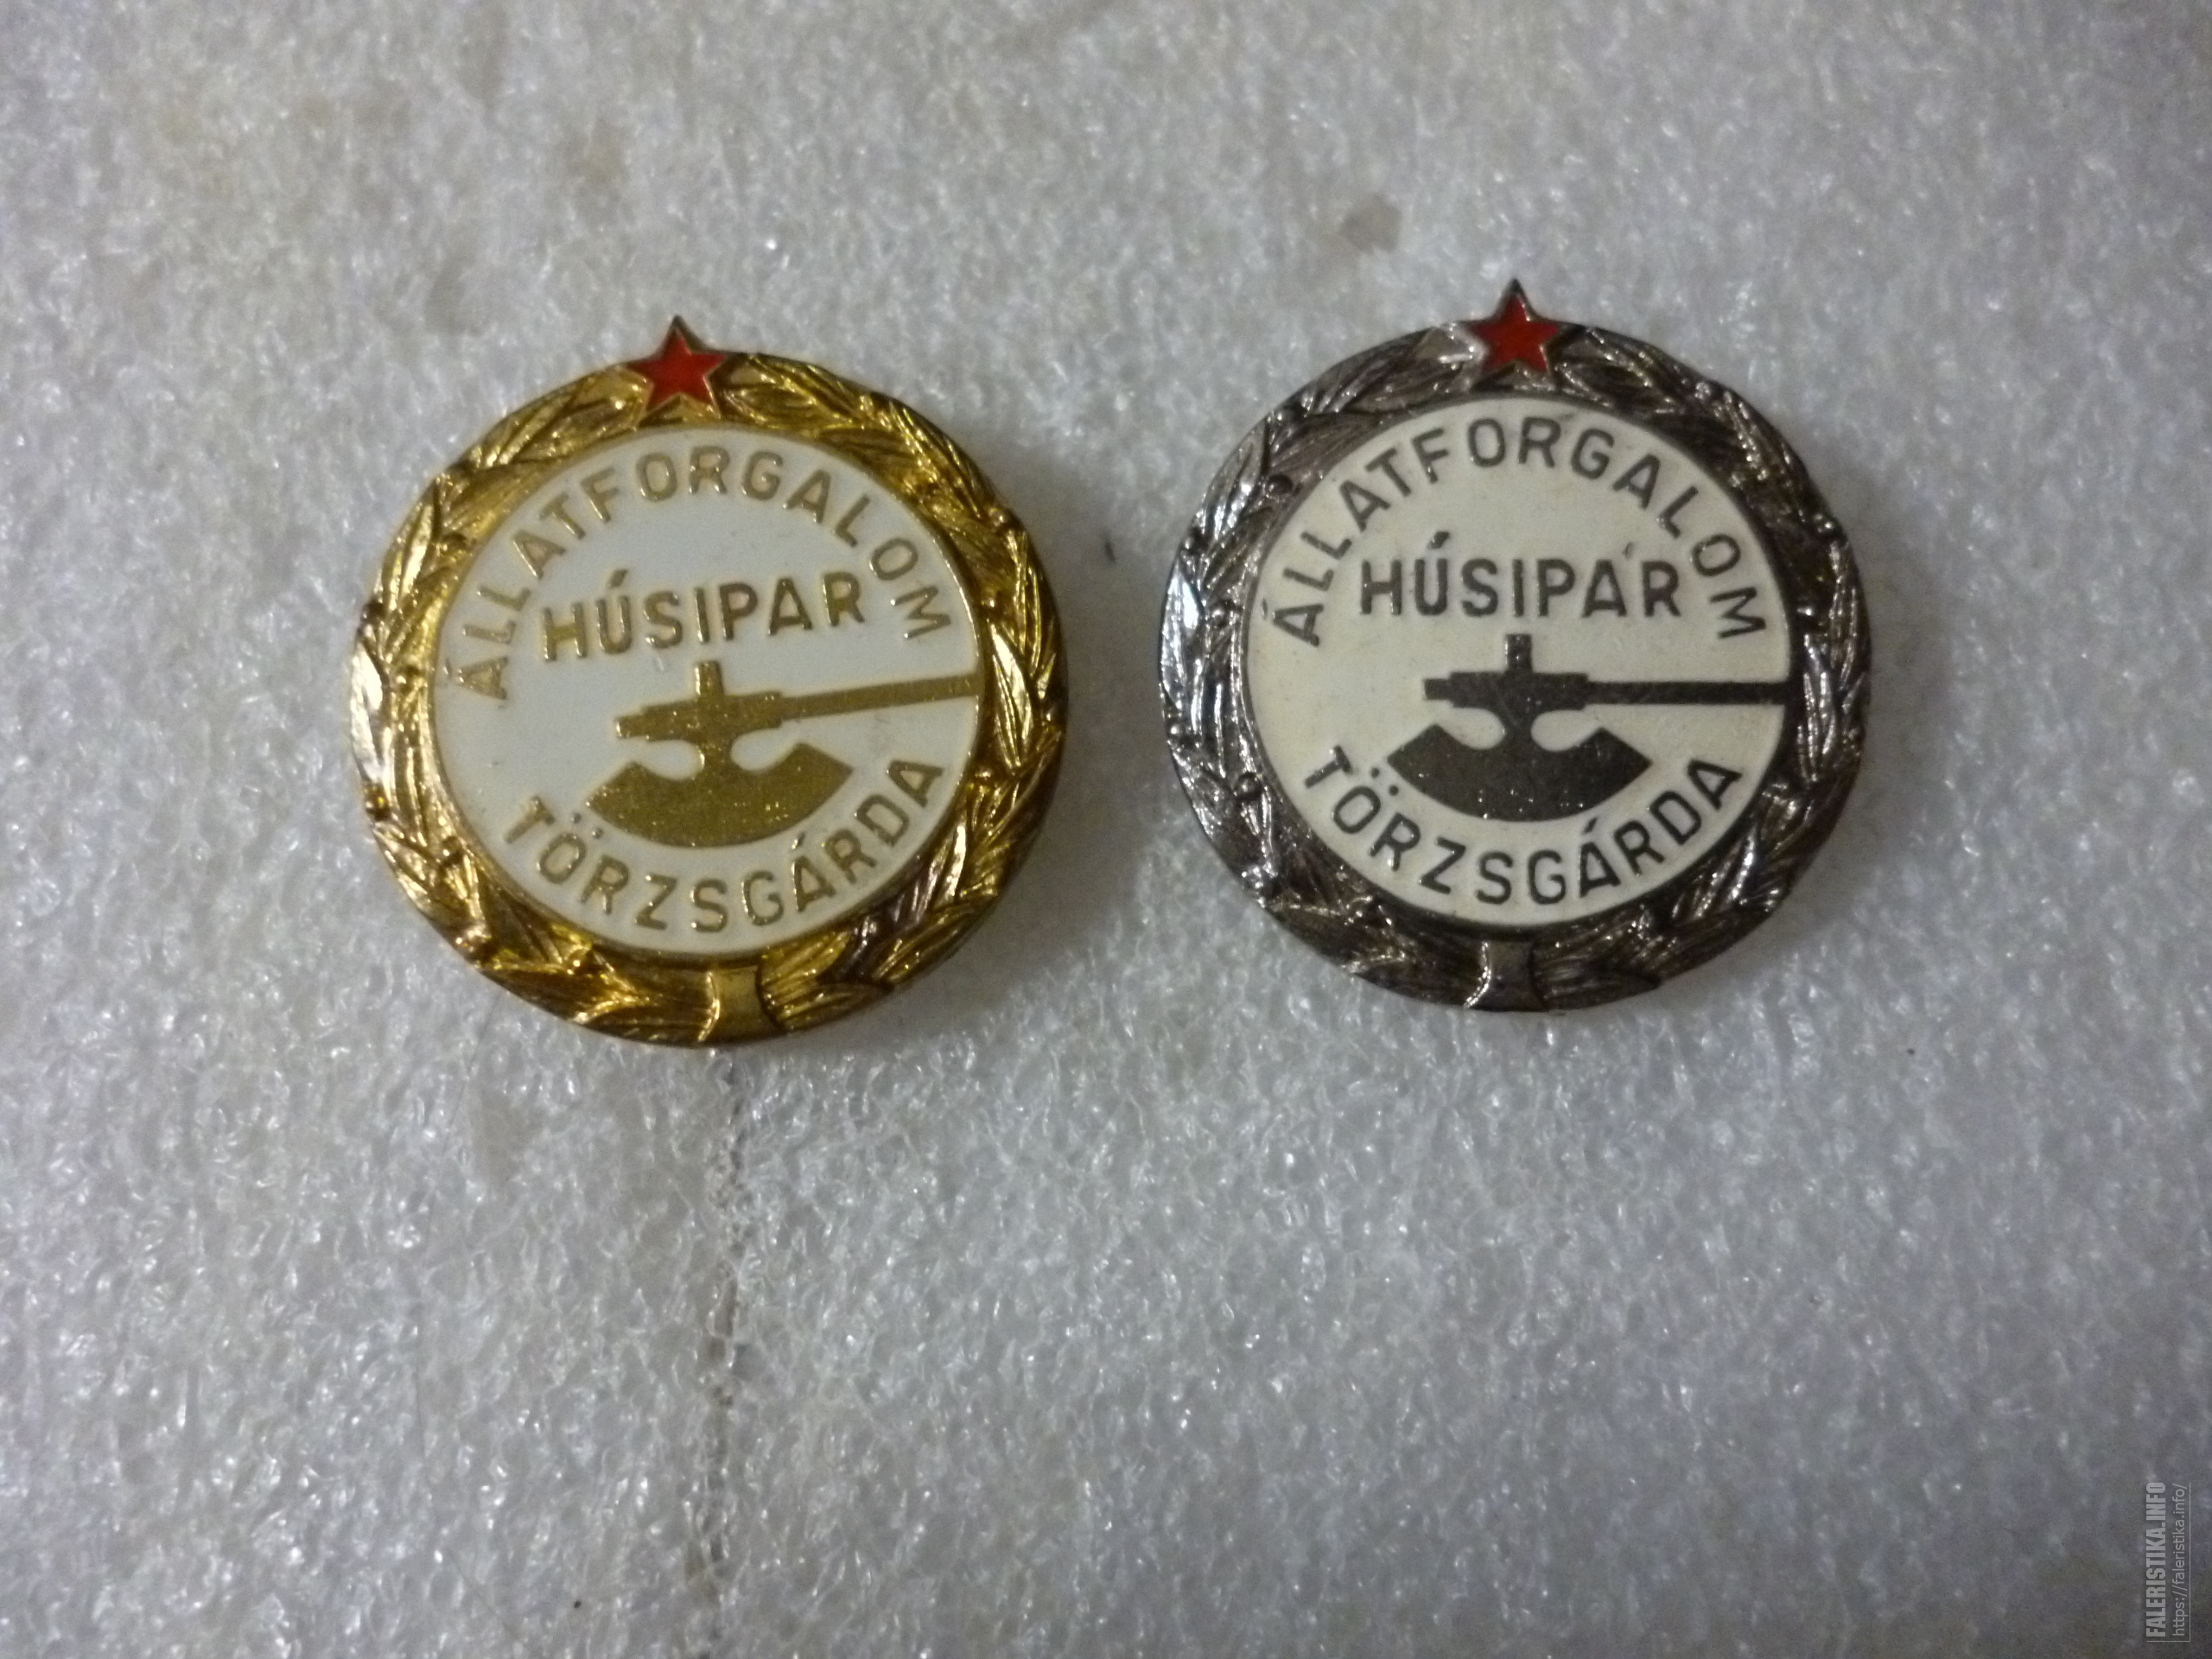 ÁLLATFORGALOM
HÚSIPAR
TÖRZSGÁRDA
ÁLLATFORGALOM
HÚSIPAR
TÖRZSGÁRDA
FALERISTIKA.INFO
https://faleristika.info/